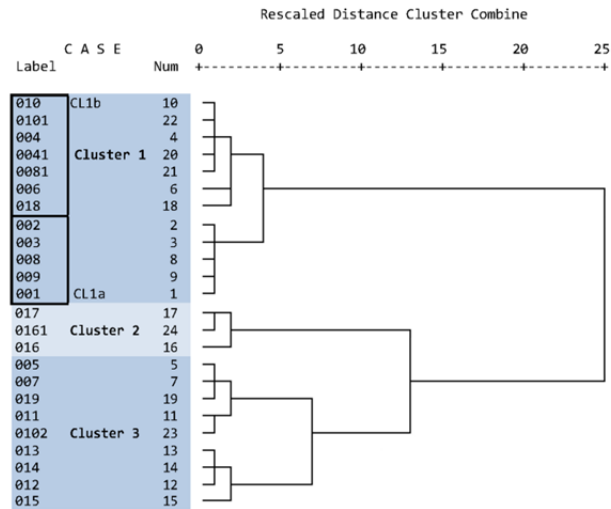 Rescaled Distance Cluster Combine
C A S E 0 5 10 15 20 25
Label Num +---------+---------+---------+---------+---------+
010 CL1b 10
0101 22
004 4
0041 Cluster 1 20
0081 21
006 6
018 18
002 2
003 3
008 8
009 9
001 CL1a 1
017 17
0161 Cluster 2 24
016 16
005 5
007 7
019 19
011 11
0102 Cluster 3 23
013 13
014 14
012 12
015 15